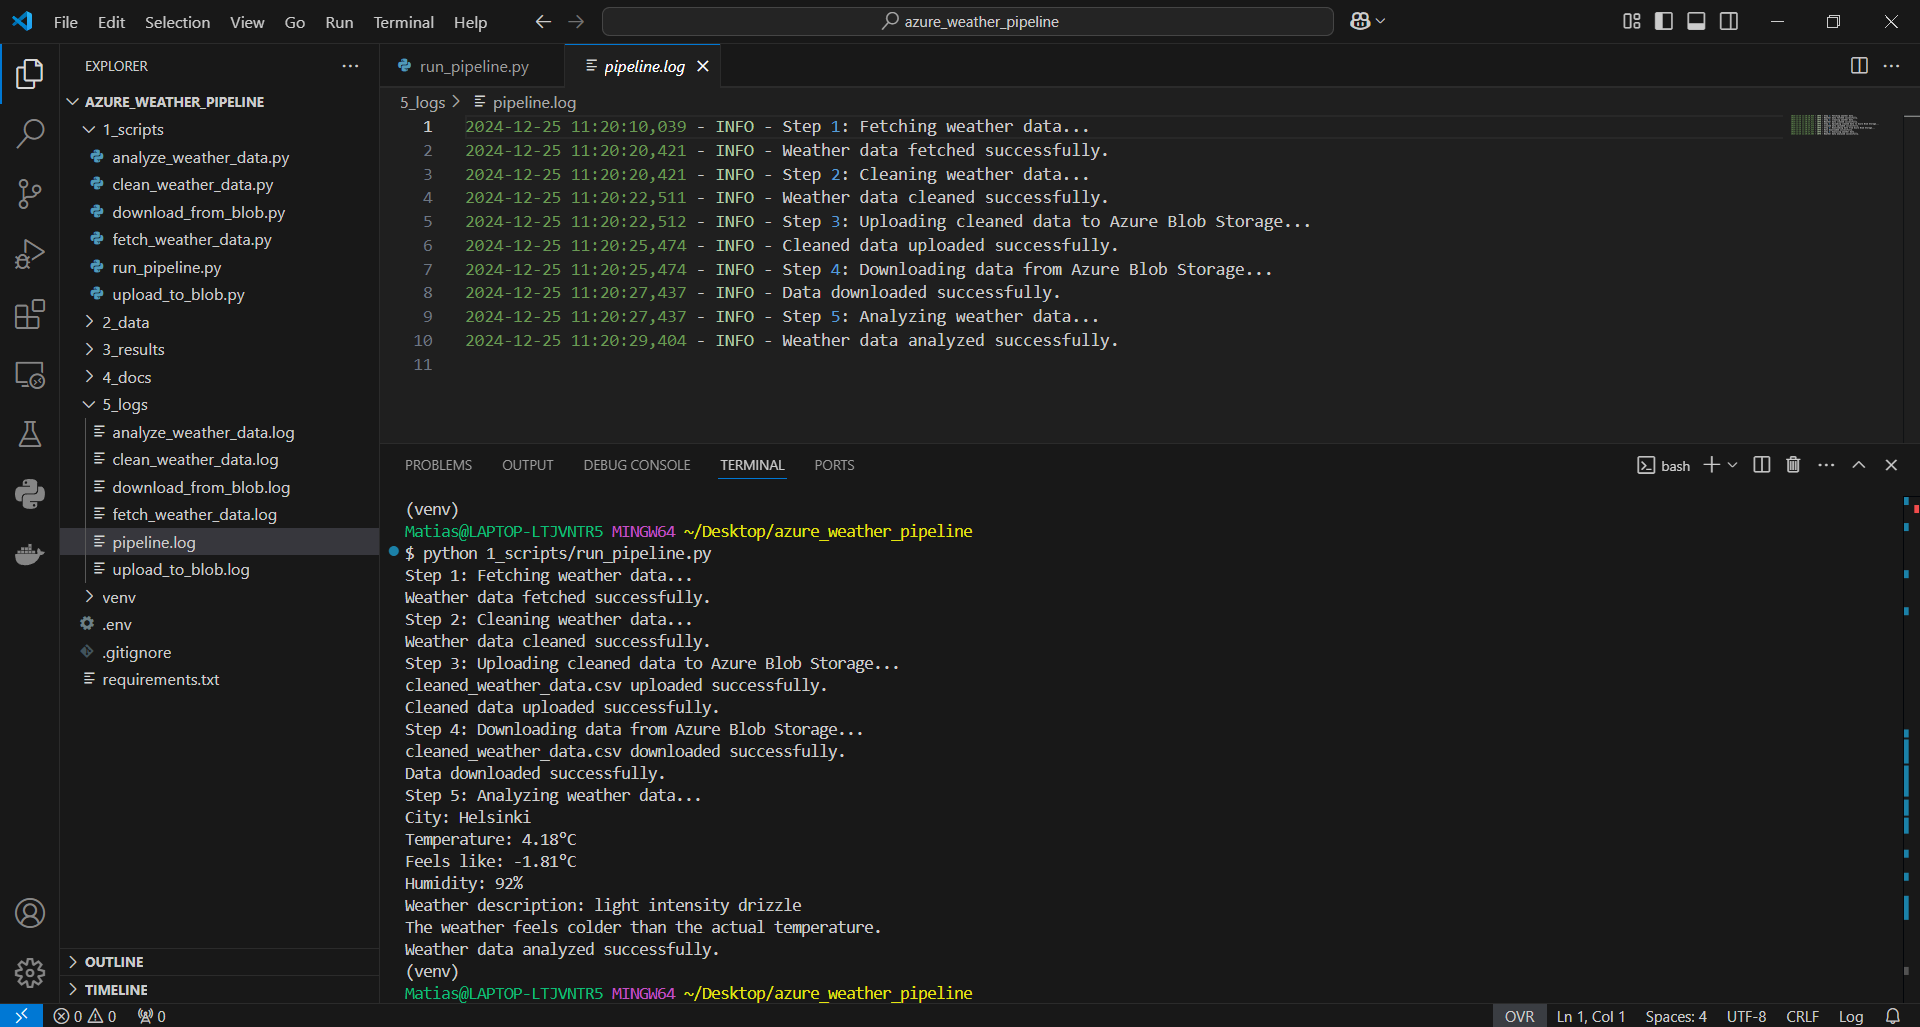 File Edit Selection View Go Run Terminal Help
azure_weather_pipeline
EXPLORER
AZURE_WEATHER_PIPELINE
1_scripts
analyze_weather_data.py
clean_weather_data.py
download_from_blob.py
fetch_weather_data.py
run_pipeline.py
upload_to_blob.py
2_data
3_results
4_docs
5_logs
analyze_weather_data.log
clean_weather_data.log
download_from_blob.log
fetch_weather_data.log
pipeline.log
upload_to_blob.log
venv
.env
.gitignore
requirements.txt
OUTLINE
TIMELINE
run_pipeline.py pipeline.log
5_logs > pipeline.log
1 2024-12-25 11:20:10,039 - INFO - Step 1: Fetching weather data...
2 2024-12-25 11:20:20,421 - INFO - Weather data fetched successfully.
3 2024-12-25 11:20:20,421 - INFO - Step 2: Cleaning weather data...
4 2024-12-25 11:20:22,511 - INFO - Weather data cleaned successfully.
5 2024-12-25 11:20:22,512 - INFO - Step 3: Uploading cleaned data to Azure Blob Storage...
6 2024-12-25 11:20:25,474 - INFO - Cleaned data uploaded successfully.
7 2024-12-25 11:20:25,474 - INFO - Step 4: Downloading data from Azure Blob Storage...
8 2024-12-25 11:20:27,437 - INFO - Data downloaded successfully.
9 2024-12-25 11:20:27,437 - INFO - Step 5: Analyzing weather data...
10 2024-12-25 11:20:29,404 - INFO - Weather data analyzed successfully.
11
PROBLEMS OUTPUT DEBUG CONSOLE TERMINAL PORTS
bash
(venv)
Matias@LAPTOP-LTJVNTR5 MINGW64 ~/Desktop/azure_weather_pipeline
$ python 1_scripts/run_pipeline.py
Step 1: Fetching weather data...
Weather data fetched successfully.
Step 2: Cleaning weather data...
Weather data cleaned successfully.
Step 3: Uploading cleaned data to Azure Blob Storage...
cleaned_weather_data.csv uploaded successfully.
Cleaned data uploaded successfully.
Step 4: Downloading data from Azure Blob Storage...
cleaned_weather_data.csv downloaded successfully.
Data downloaded successfully.
Step 5: Analyzing weather data...
City: Helsinki
Temperature: 4.18°C
Feels like: -1.81°C
Humidity: 92%
Weather description: light intensity drizzle
The weather feels colder than the actual temperature.
Weather data analyzed successfully.
(venv)
Matias@LAPTOP-LTJVNTR5 MINGW64 ~/Desktop/azure_weather_pipeline
0 0 0
OVR Ln 1, Col 1 Spaces: 4 UTF-8 CRLF Log